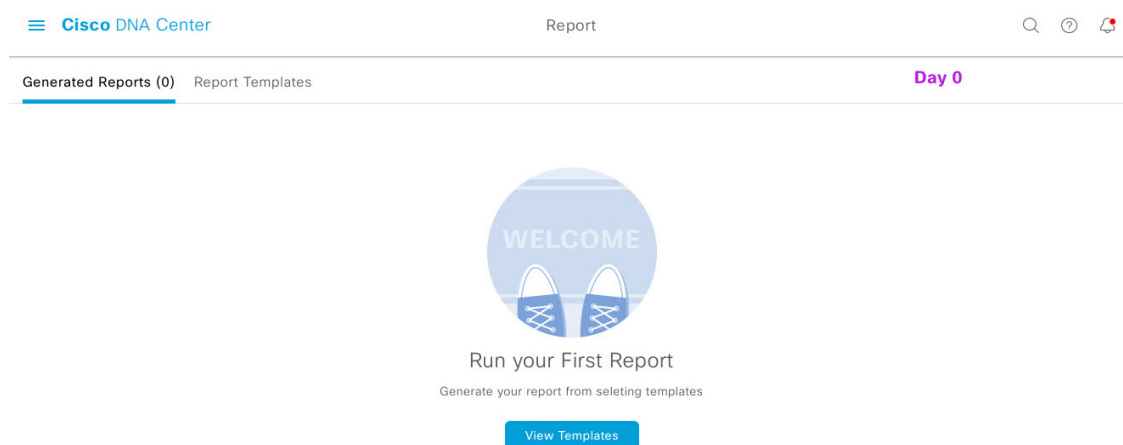 Cisco DNA Center
Report
Generated Reports (0)
Report Templates
Day 0
WELCOME
Run your First Report
Generate your report from seleting templates
View Templates